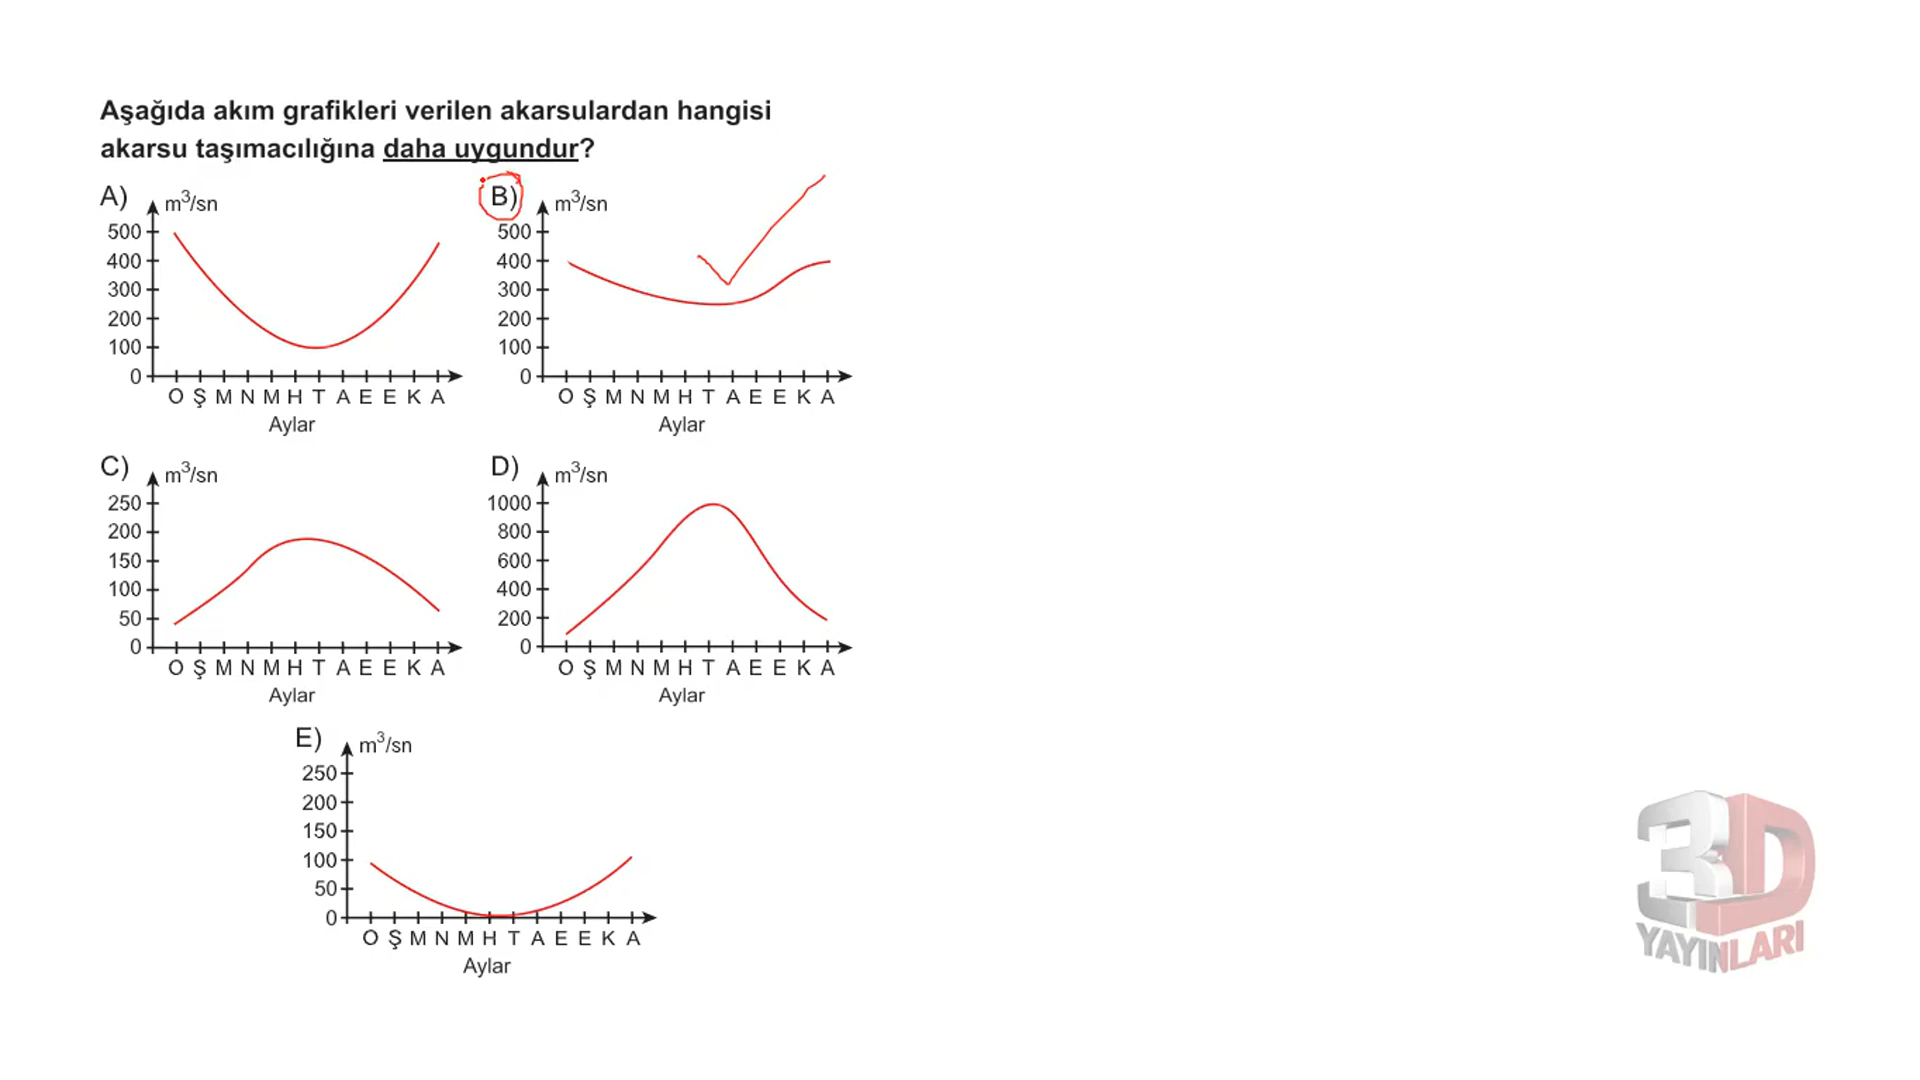 Aşağıda akım grafikleri verilen akarsulardan hangisi
akarsu taşımacılığına daha uygundur?
A)
m³/sn
500
400
300
200
100
0
O Ş M N M H T A E E K A
Aylar
B)
m³/sn
500
400
300
200
100
0
O Ş M N M H T A E E K A
Aylar
C)
m³/sn
250
200
150
100
50
0
O Ş M N M H T A E E K A
Aylar
D)
m³/sn
1000
800
600
400
200
0
O Ş M N M H T A E E K A
Aylar
E)
m³/sn
250
200
150
100
50
0
O Ş M N M H T A E E K A
Aylar
3D
YAYINLARI